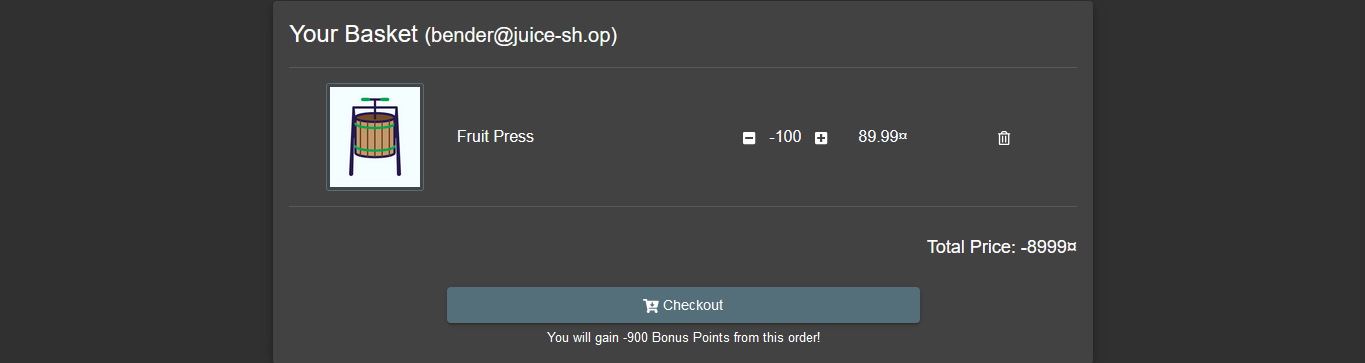 Your Basket (bender@juice-sh.op)
Fruit Press -100 89.99¤
Total Price: -8999¤
Checkout
You will gain -900 Bonus Points from this order!